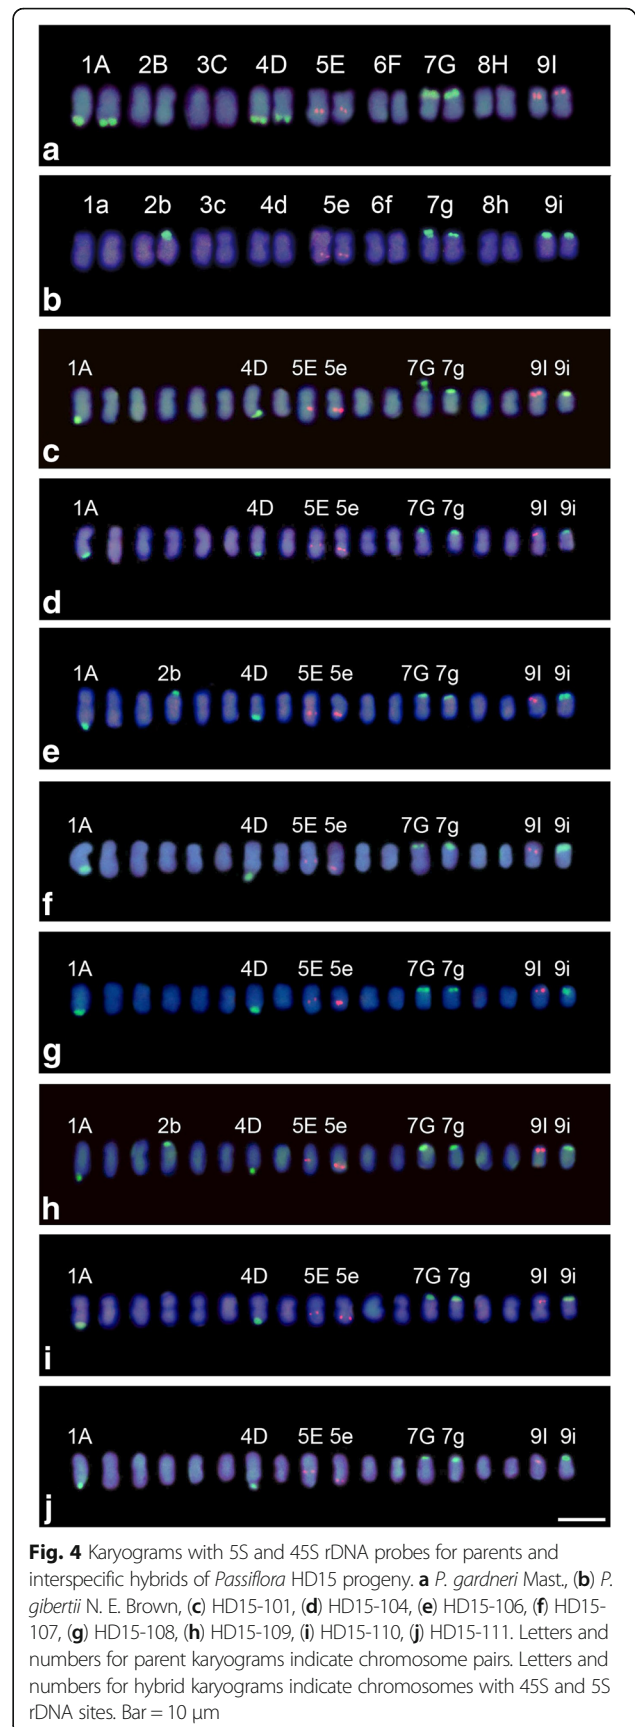 1A 2B 3C 4D 5E 6F 7G 8H 9I
a
1a 2b 3c 4d 5e 6f 7g 8h 9i
b
1A 4D 5E 5e 7G 7g 9I 9i
c
1A 4D 5E 5e 7G 7g 9I 9i
d
1A 2b 4D 5E 5e 7G 7g 9I 9i
e
1A 4D 5E 5e 7G 7g 9I 9i
f
1A 4D 5E 5e 7G 7g 9I 9i
g
1A 2b 4D 5E 5e 7G 7g 9I 9i
h
1A 4D 5E 5e 7G 7g 9I 9i
i
1A 4D 5E 5e 7G 7g 9I 9i
j
Fig. 4 Karyograms with 5S and 45S rDNA probes for parents and
interspecific hybrids of Passiflora HD15 progeny. a P. gardneri Mast., (b) P.
gibertii N. E. Brown, (c) HD15-101, (d) HD15-104, (e) HD15-106, (f) HD15-
107, (g) HD15-108, (h) HD15-109, (i) HD15-110, (j) HD15-111. Letters and
numbers for parent karyograms indicate chromosome pairs. Letters and
numbers for hybrid karyograms indicate chromosomes with 45S and 5S
rDNA sites. Bar = 10 μm